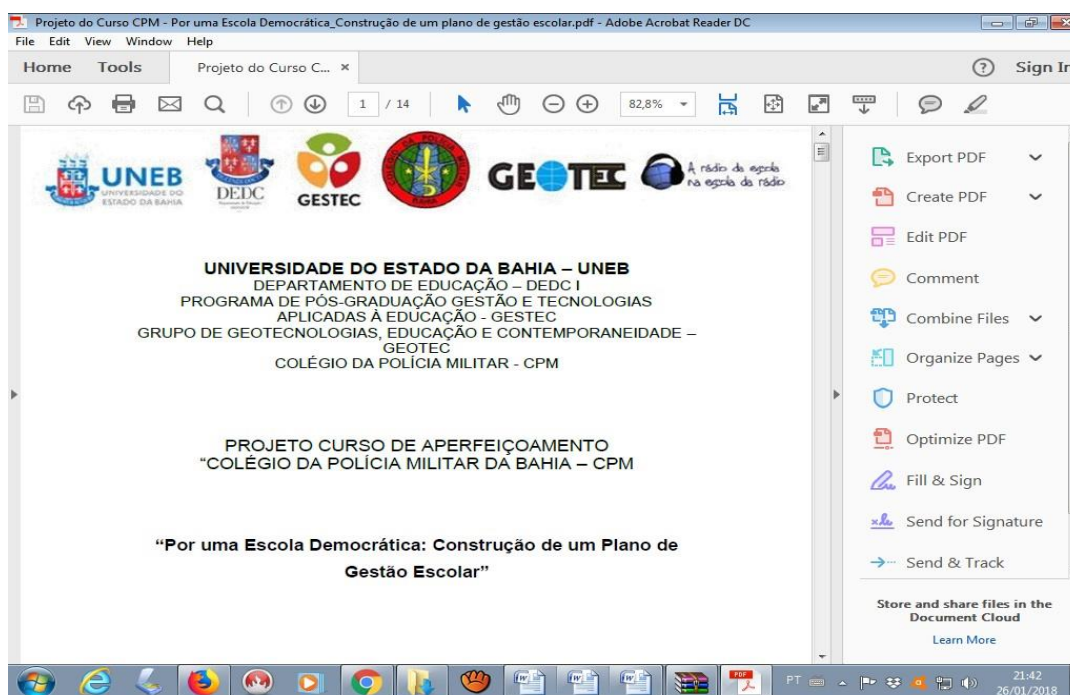 Projeto do Curso CPM - Por uma Escola Democrática_Construção de um plano de gestão escolar.pdf - Adobe Acrobat Reader DC
File Edit View Window Help
Home Tools Projeto do Curso C... × ? Sign In
1 / 14 82,8%
UNEB
UNIVERSIDADE DO
ESTADO DA BAHIA
DEDC
GESTEC
GEOTEC
A rádio da escola
na escola da rádio
UNIVERSIDADE DO ESTADO DA BAHIA – UNEB
DEPARTAMENTO DE EDUCAÇÃO – DEDC I
PROGRAMA DE PÓS-GRADUAÇÃO GESTÃO E TECNOLOGIAS
APLICADAS À EDUCAÇÃO - GESTEC
GRUPO DE GEOTECNOLOGIAS, EDUCAÇÃO E CONTEMPORANEIDADE –
GEOTEC
COLÉGIO DA POLÍCIA MILITAR - CPM
PROJETO CURSO DE APERFEIÇOAMENTO
“COLÉGIO DA POLÍCIA MILITAR DA BAHIA – CPM
“Por uma Escola Democrática: Construção de um Plano de
Gestão Escolar”
Export PDF
Create PDF
Edit PDF
Comment
Combine Files
Organize Pages
Protect
Optimize PDF
Fill & Sign
Send for Signature
Send & Track
Store and share files in the
Document Cloud
Learn More
PT
21:42
26/01/2018